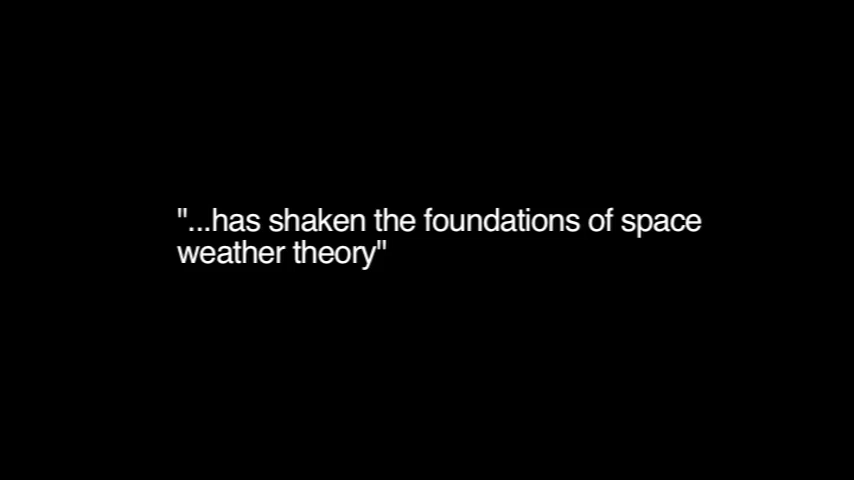 "...has shaken the foundations of space
weather theory"